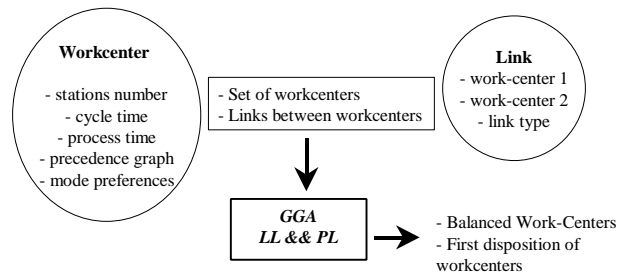 Workcenter
- stations number
- cycle time
- process time
- precedence graph
- mode preferences
- Set of workcenters
- Links between workcenters
Link
- work-center 1
- work-center 2
- link type
GGA
LL && PL
- Balanced Work-Centers
- First disposition of
workcenters